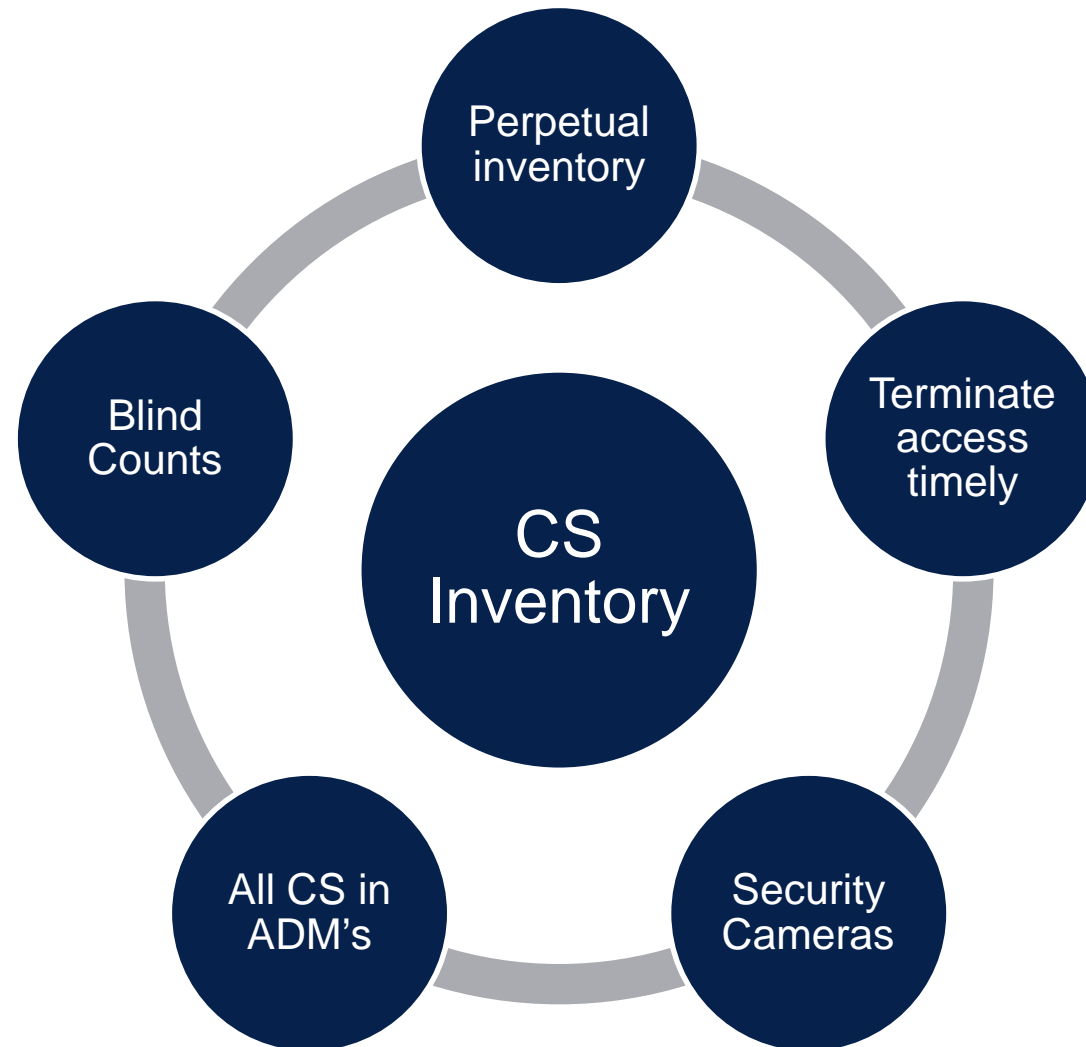 Perpetual
inventory
Terminate
access
timely
Security
Cameras
All CS in
ADM’s
Blind
Counts
CS
Inventory